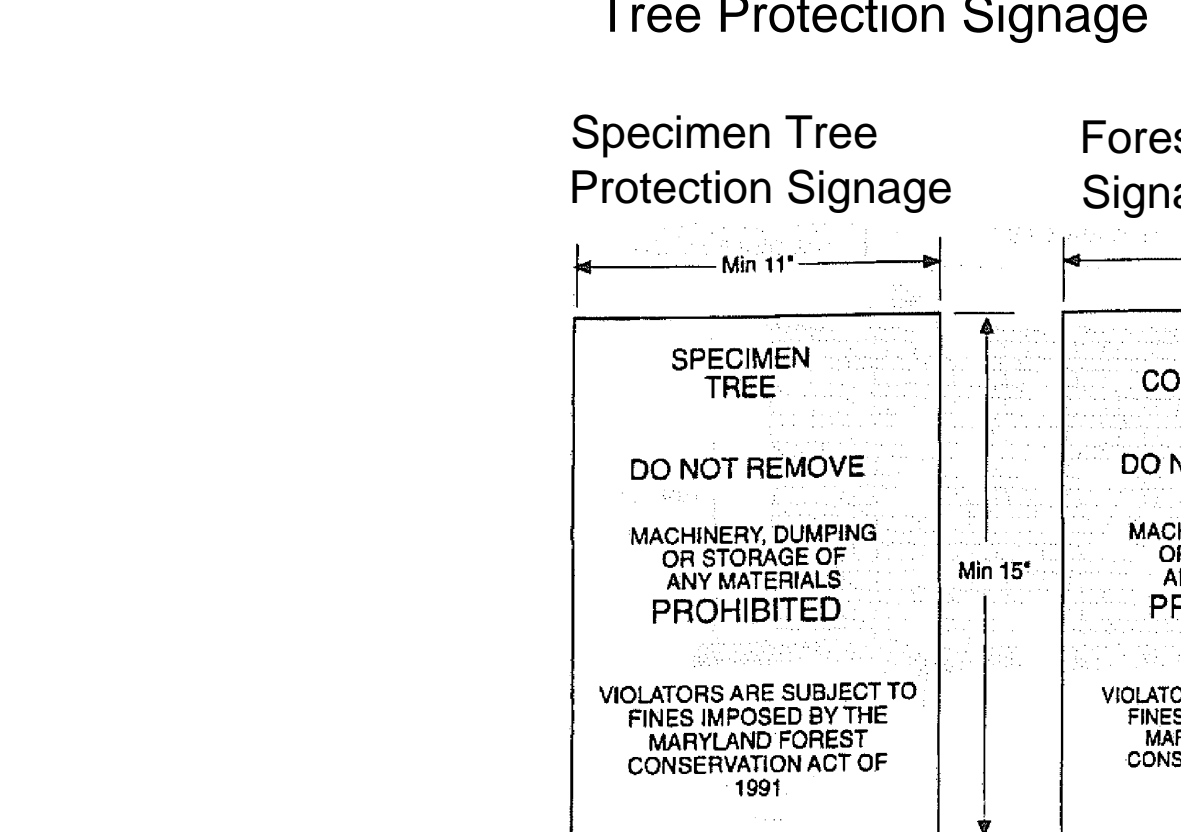 Tree Protection Signage
Specimen Tree
Protection Signage
Min 11"
SPECIMEN
TREE
DO NOT REMOVE
MACHINERY, DUMPING
OR STORAGE OF
ANY MATERIALS
PROHIBITED
VIOLATORS ARE SUBJECT TO
FINES IMPOSED BY THE
MARYLAND FOREST
CONSERVATION ACT OF
1991
Min 15"
DO